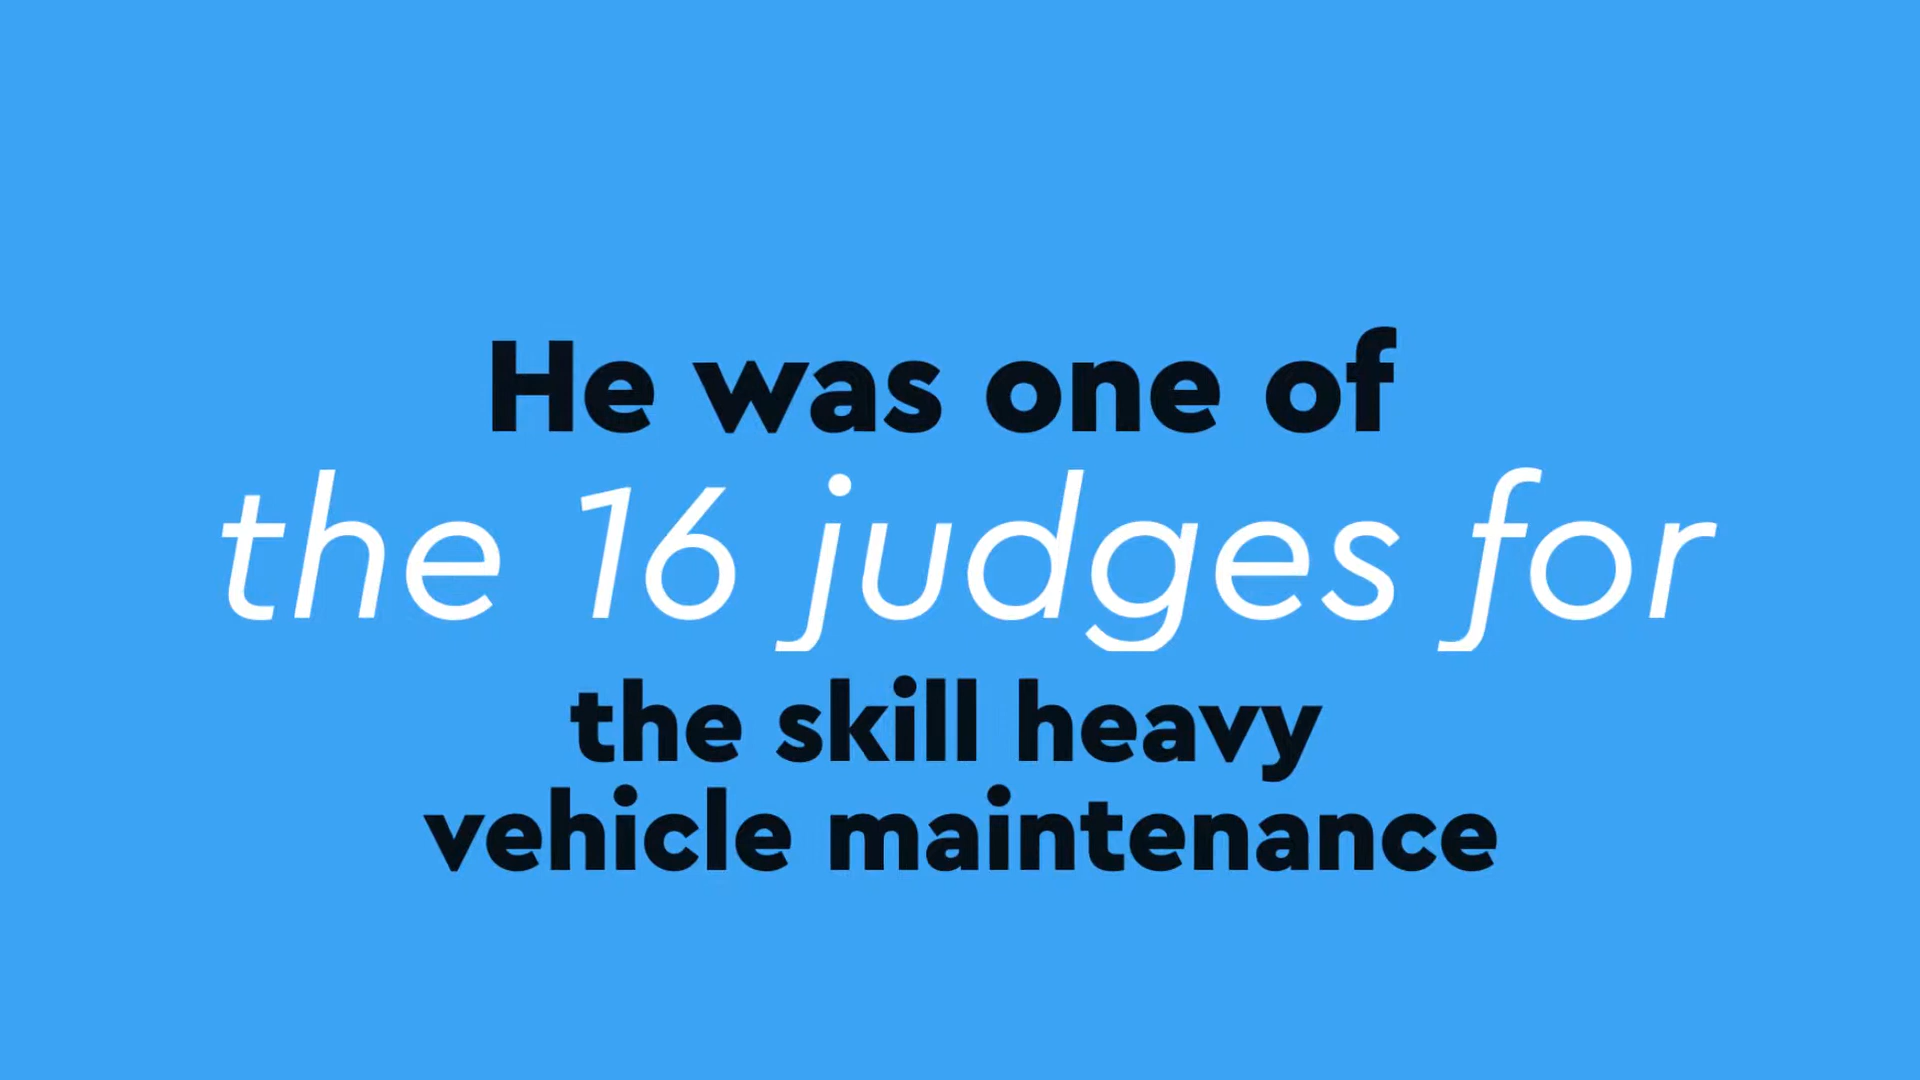 He was one of
the 16 judges for
the skill heavy
vehicle maintenance